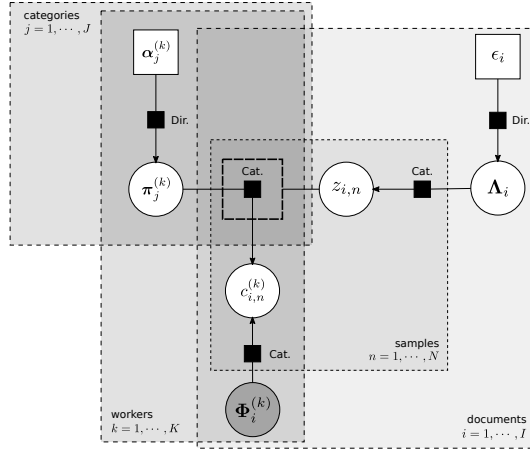 categories
j = 1, ⋯ , J
α_j^{(k)}
ϵ_i
Dir.
Dir.
Cat.
Cat.
π_j^{(k)}
z_{i,n}
Λ_i
c_{i,n}^{(k)}
samples
n = 1, ⋯ , N
Cat.
Φ_i^{(k)}
workers
k = 1, ⋯ , K
documents
i = 1, ⋯ , I